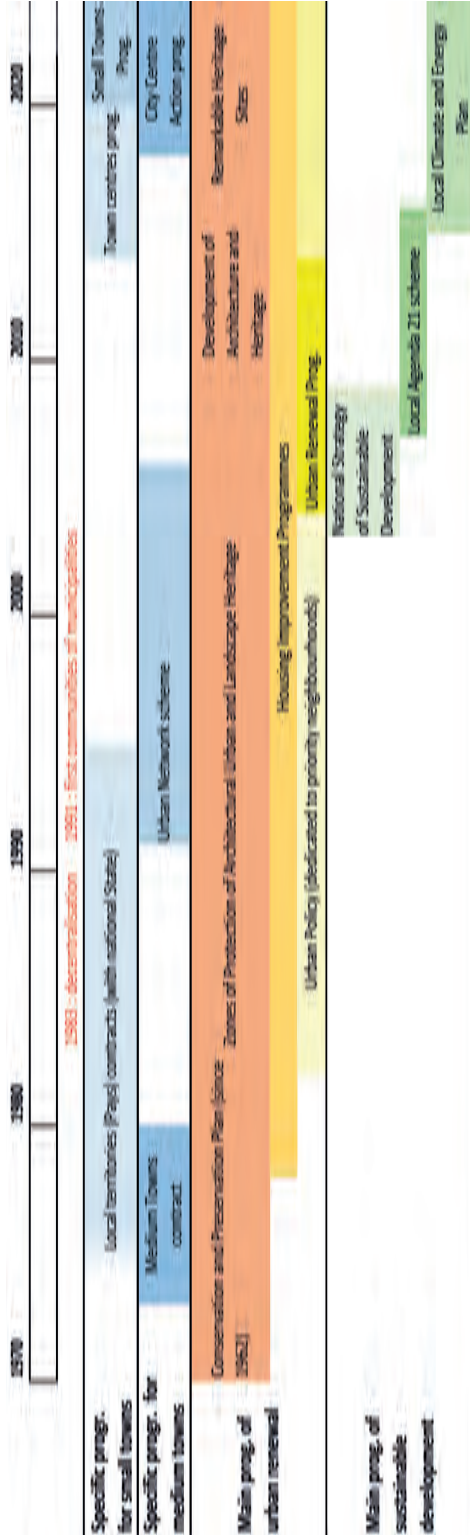 1970 1980 1990 2000 2010 2020
1983 : decentralisation 1991 : first communities of municipalities
Specific progr.
for small towns
Local territories (Pays) contracts (with national State)
Town centres prog.
Small Towns
Prog.
Specific progr. for
medium towns
Medium Towns
contract
Urban Network scheme
City Centre
Action prog.
Main prog. of
urban renewal
Conservation and Preservation Plan (since
1962)
Zones of Protection of Architectural Urban and Landscape Heritage
Development of
Architecture and
Heritage
Remarkable Heritage
Sites
Housing Improvement Programmes
Urban Policy (dedicated to priority neighbourhoods)
Urban Renewal Prog.
Main prog. of
sustainable
development
National Strategy
of Sustainable
Development
Local Agenda 21 scheme
Local Climate and Energy
Plan